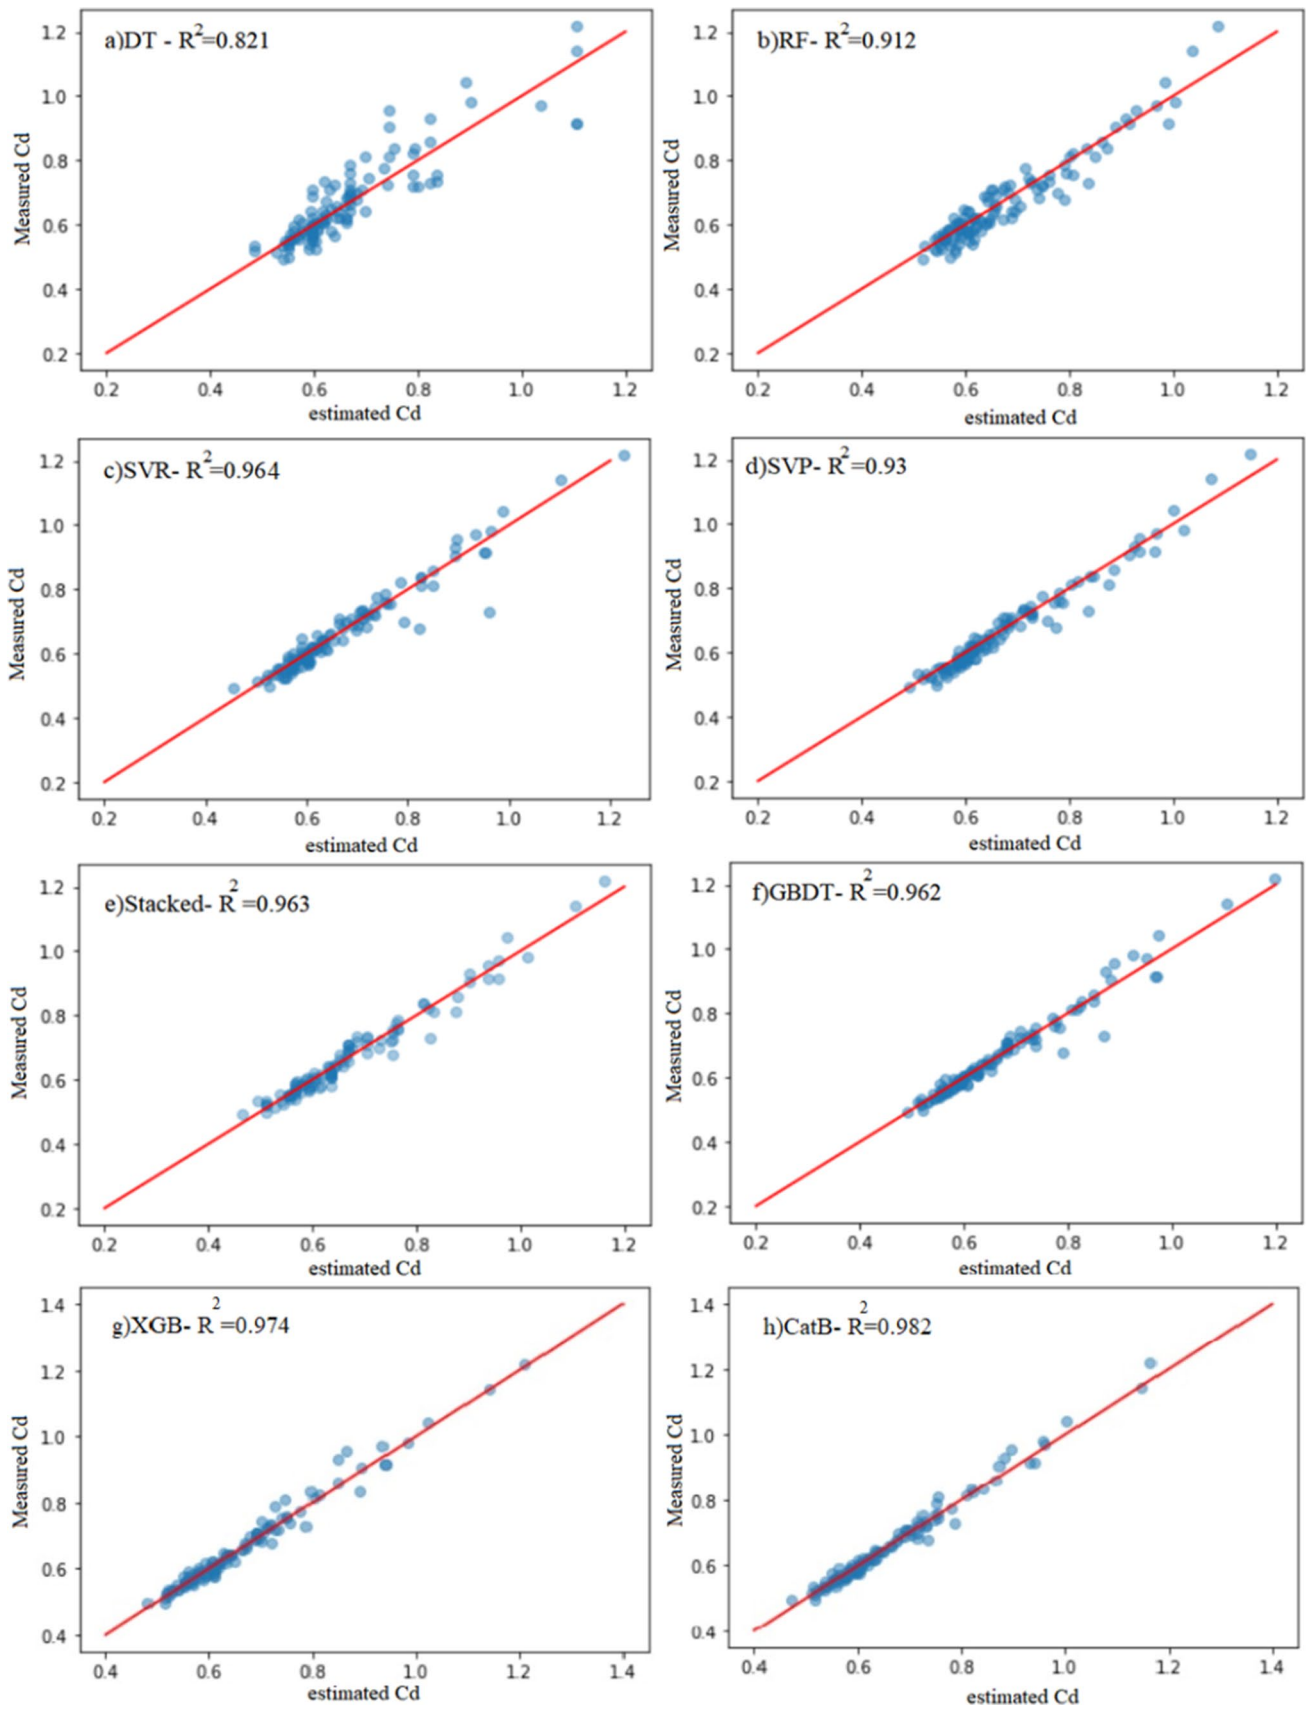 a)DT - R²=0.821
1.2
1.0
0.8
0.6
0.4
0.2
Measured Cd
0.2 0.4 0.6 0.8 1.0 1.2
estimated Cd
b)RF- R²=0.912
1.2
1.0
0.8
0.6
0.4
0.2
Measured Cd
0.2 0.4 0.6 0.8 1.0 1.2
estimated Cd
c)SVR- R²=0.964
1.2
1.0
0.8
0.6
0.4
0.2
Measured Cd
0.2 0.4 0.6 0.8 1.0 1.2
estimated Cd
d)SVP- R²=0.93
1.2
1.0
0.8
0.6
0.4
0.2
Measured Cd
0.2 0.4 0.6 0.8 1.0 1.2
estimated Cd
e)Stacked- R²=0.963
1.2
1.0
0.8
0.6
0.4
0.2
Measured Cd
0.2 0.4 0.6 0.8 1.0 1.2
estimated Cd
f)GBDT- R²=0.962
1.2
1.0
0.8
0.6
0.4
0.2
Measured Cd
0.2 0.4 0.6 0.8 1.0 1.2
estimated Cd
g)XGB- R²=0.974
1.4
1.2
1.0
0.8
0.6
0.4
Measured Cd
0.4 0.6 0.8 1.0 1.2 1.4
estimated Cd
h)CatB- R²=0.982
1.4
1.2
1.0
0.8
0.6
0.4
Measured Cd
0.4 0.6 0.8 1.0 1.2 1.4
estimated Cd